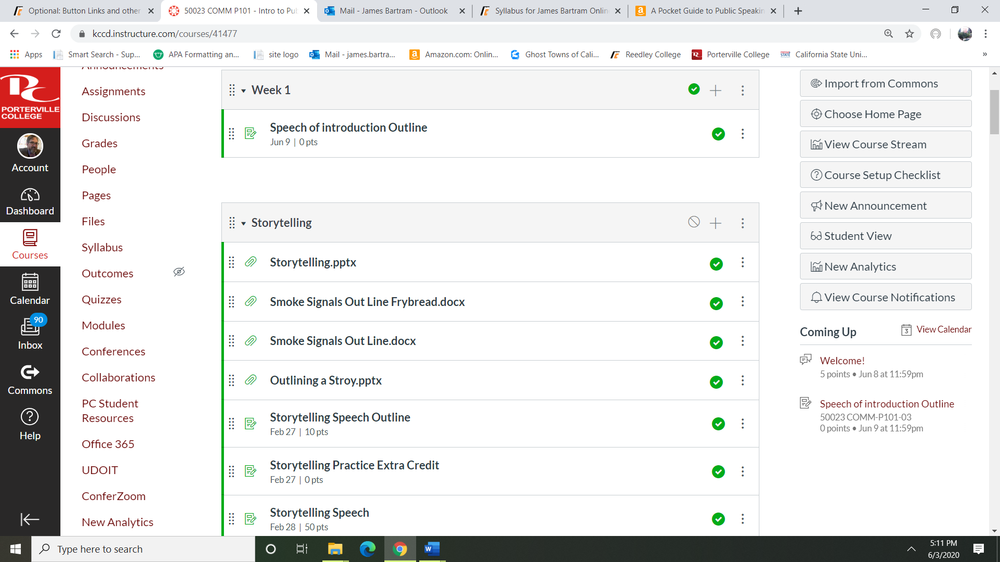 Optional: Button Links and other
50023 COMM P101 - Intro to Pub
Mail - James Bartram - Outlook
Syllabus for James Bartram Onlin
A Pocket Guide to Public Speakin
kccd.instructure.com/courses/41477
Apps
Smart Search - Sup...
APA Formatting an...
site logo
Mail - james.bartra...
Amazon.com: Onlin...
Ghost Towns of Cali...
Reedley College
Porterville College
California State Uni...
»
PORTERVILLE
COLLEGE
Account
Dashboard
Courses
Calendar
90
Inbox
Commons
Help
Announcements
Assignments
Discussions
Grades
People
Pages
Files
Syllabus
Outcomes
Quizzes
Modules
Conferences
Collaborations
PC Student
Resources
Office 365
UDOIT
ConferZoom
New Analytics
Week 1
Speech of introduction Outline
Jun 9 | 0 pts
Storytelling
Storytelling.pptx
Smoke Signals Out Line Frybread.docx
Smoke Signals Out Line.docx
Outlining a Stroy.pptx
Storytelling Speech Outline
Feb 27 | 10 pts
Storytelling Practice Extra Credit
Feb 27 | 0 pts
Storytelling Speech
Feb 28 | 50 pts
Import from Commons
Choose Home Page
View Course Stream
Course Setup Checklist
New Announcement
Student View
New Analytics
View Course Notifications
Coming Up
3
View Calendar
Welcome!
5 points • Jun 8 at 11:59pm
Speech of introduction Outline
50023 COMM-P101-03
0 points • Jun 9 at 11:59pm
Type here to search
5:11 PM
6/3/2020